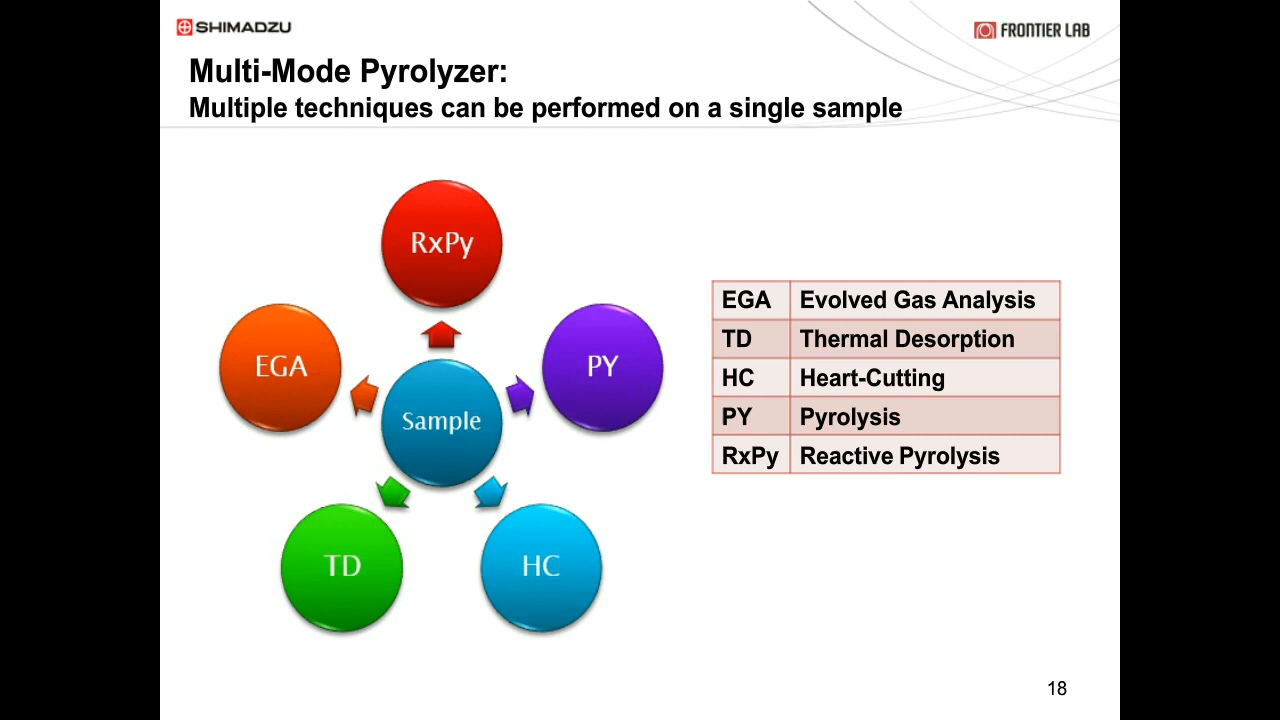 SHIMADZU
FRONTIER LAB
Multi-Mode Pyrolyzer:
Multiple techniques can be performed on a single sample
RxPy
EGA
PY
Sample
TD
HC
EGA Evolved Gas Analysis
TD Thermal Desorption
HC Heart-Cutting
PY Pyrolysis
RxPy Reactive Pyrolysis
18